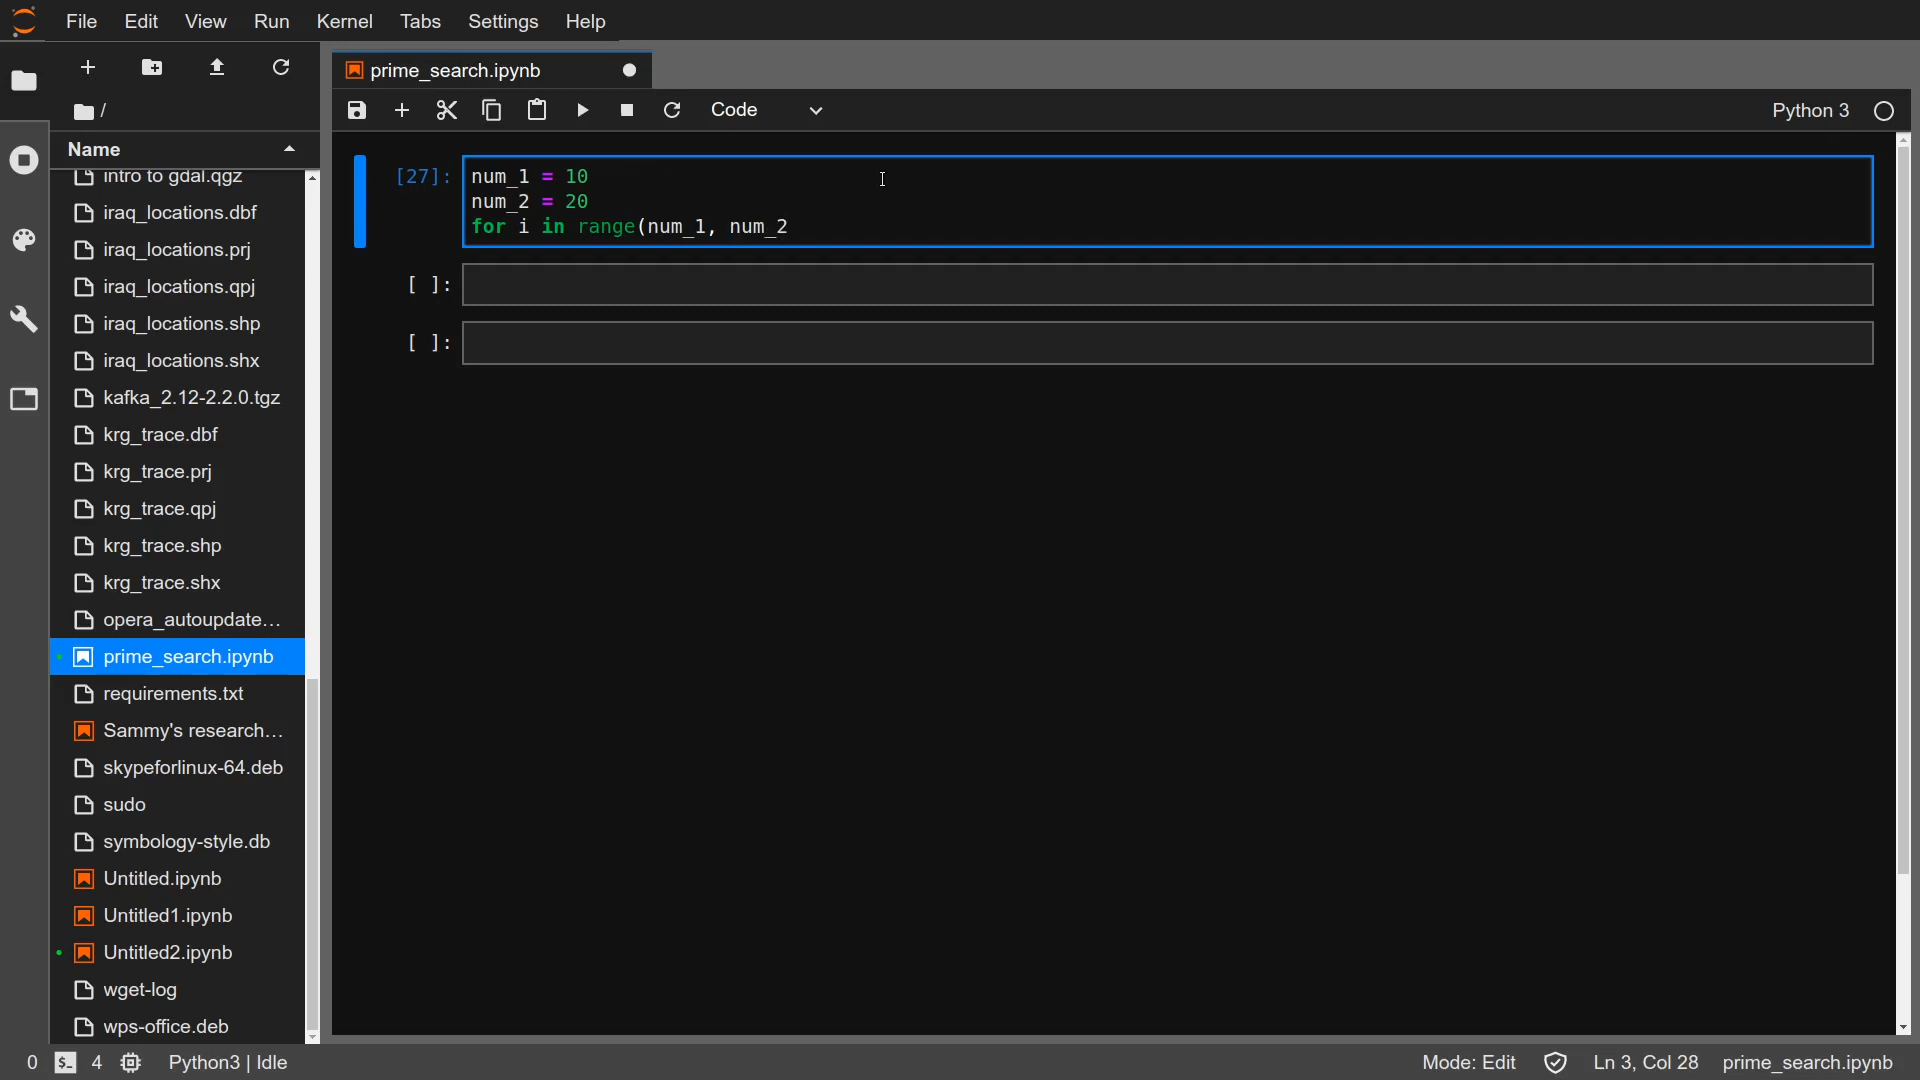 File Edit View Run Kernel Tabs Settings Help
prime_search.ipynb
/
Code
Python 3
Name
intro to gdal.qgz
iraq_locations.dbf
iraq_locations.prj
iraq_locations.qpj
iraq_locations.shp
iraq_locations.shx
kafka_2.12-2.2.0.tgz
krg_trace.dbf
krg_trace.prj
krg_trace.qpj
krg_trace.shp
krg_trace.shx
opera_autoupdate...
prime_search.ipynb
requirements.txt
Sammy's research...
skypeforlinux-64.deb
sudo
symbology-style.db
Untitled.ipynb
Untitled1.ipynb
Untitled2.ipynb
wget-log
wps-office.deb
[27]: num_1 = 10
num_2 = 20
for i in range(num_1, num_2
[ ]:
[ ]:
0 $_ 4 Python3 | Idle
Mode: Edit Ln 3, Col 28 prime_search.ipynb